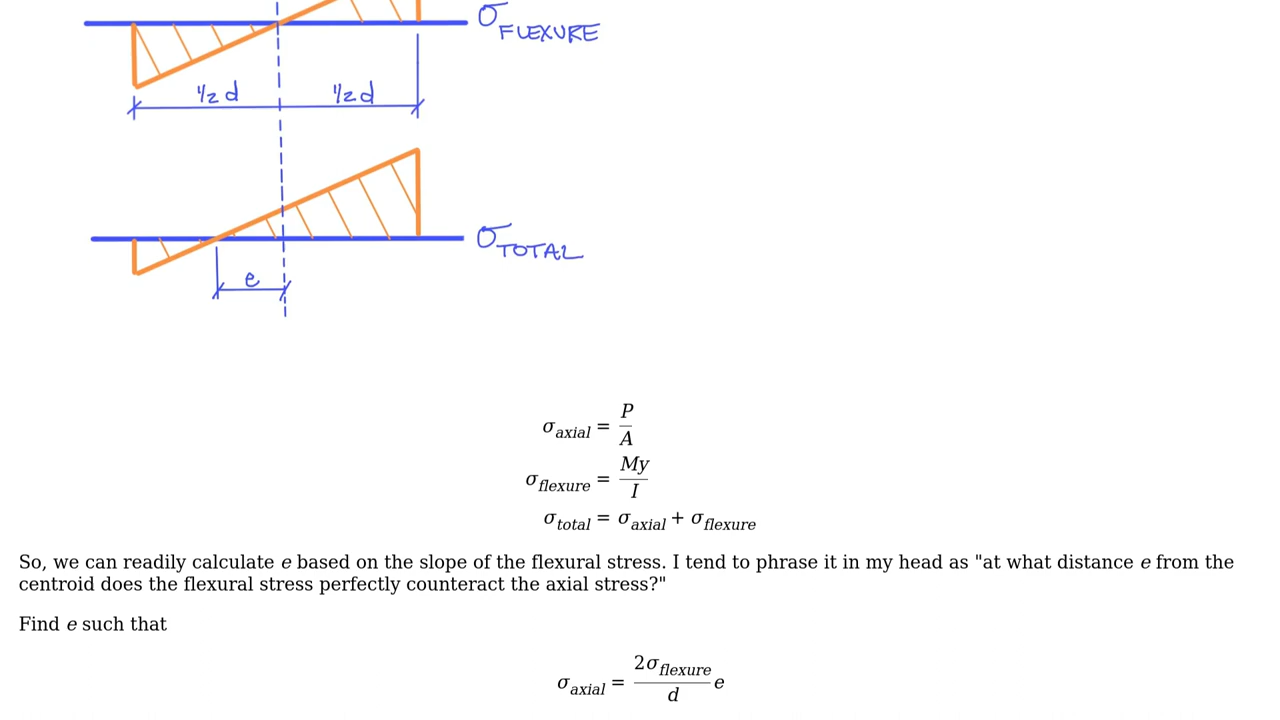 σ FLEXURE
½ d ½ d
σ TOTAL
e
σ_axial = P/A
σ_flexure = My/I
σ_total = σ_axial + σ_flexure
So, we can readily calculate e based on the slope of the flexural stress. I tend to phrase it in my head as "at what distance e from the
centroid does the flexural stress perfectly counteract the axial stress?"
Find e such that
σ_axial = 2σ_flexure/d e